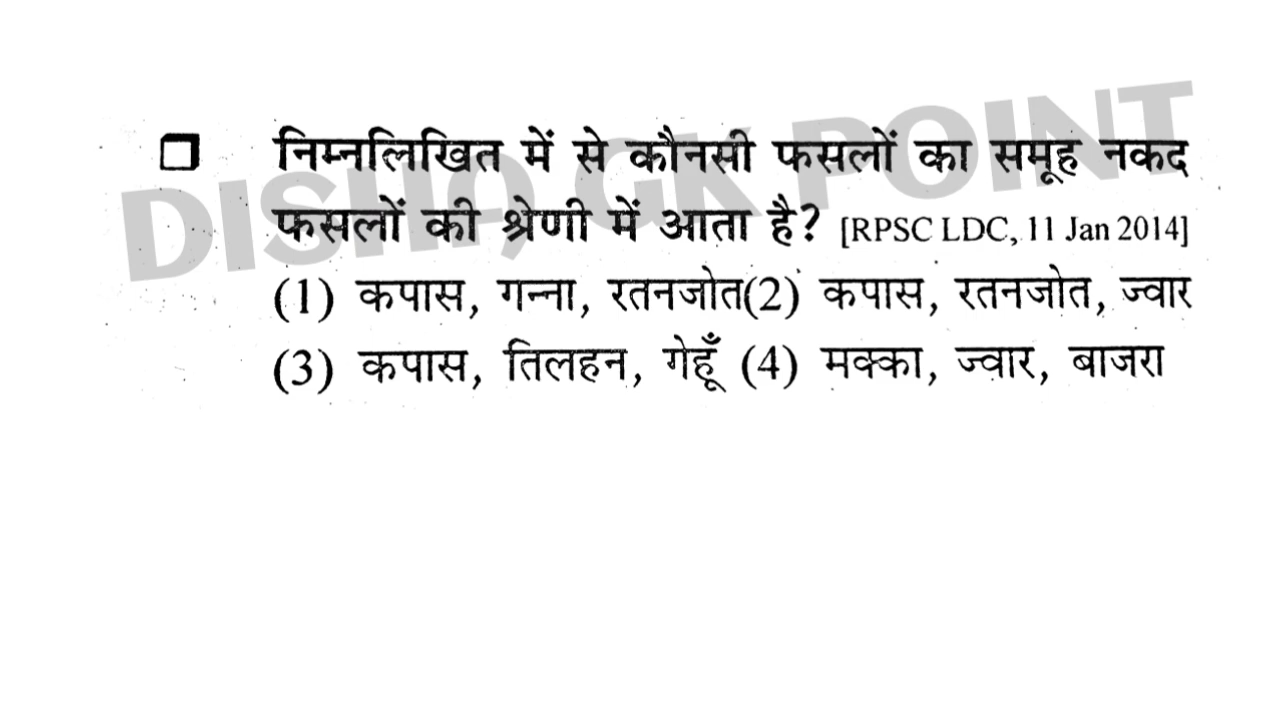 निम्नलिखित में से कौनसी फसलों का समूह नकद
फसलों की श्रेणी में आता है? [RPSC LDC, 11 Jan 2014]
(1) कपास, गन्ना, रतनजोत(2) कपास, रतनजोत, ज्वार
(3) कपास, तिलहन, गेहूँ (4) मक्का, ज्वार, बाजरा
GK POINT